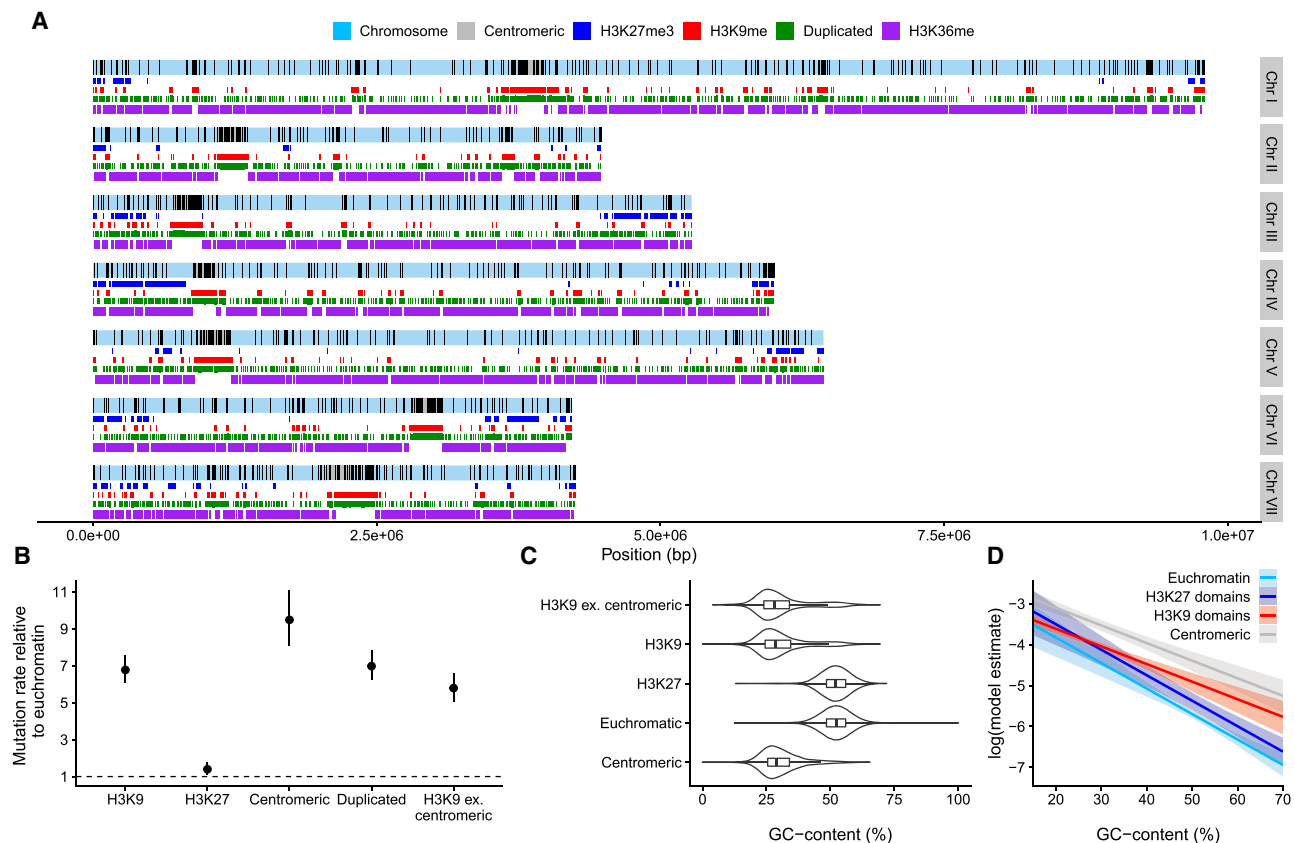 A
Chromosome Centromeric H3K27me3 H3K9me Duplicated H3K36me
Chr I
Chr II
Chr III
Chr IV
Chr V
Chr VI
Chr VII
0.0e+00 2.5e+06 5.0e+06 7.5e+06 1.0e+07
Position (bp)
B
Mutation rate relative
to euchromatin
11
9
7
5
3
1
H3K9 H3K27 Centromeric Duplicated H3K9 ex.
centromeric
C
H3K9 ex. centromeric
H3K9
H3K27
Euchromatic
Centromeric
0 25 50 75 100
GC−content (%)
D
Euchromatin
H3K27 domains
H3K9 domains
Centromeric
log(model estimate)
−3
−4
−5
−6
−7
20 30 40 50 60 70
GC−content (%)